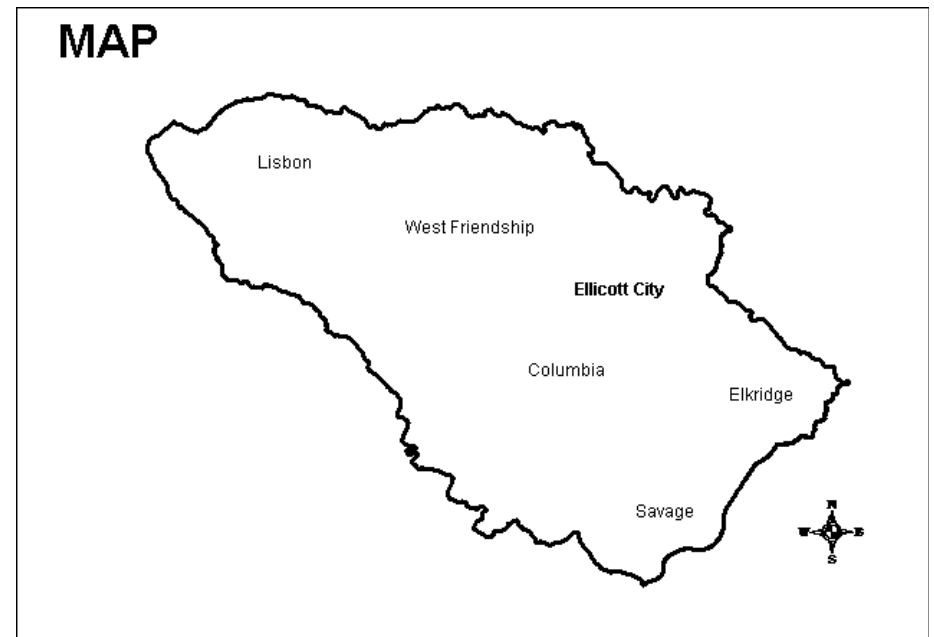 MAP
Lisbon
West Friendship
Ellicott City
Columbia
Elkridge
Savage
N
W E
S